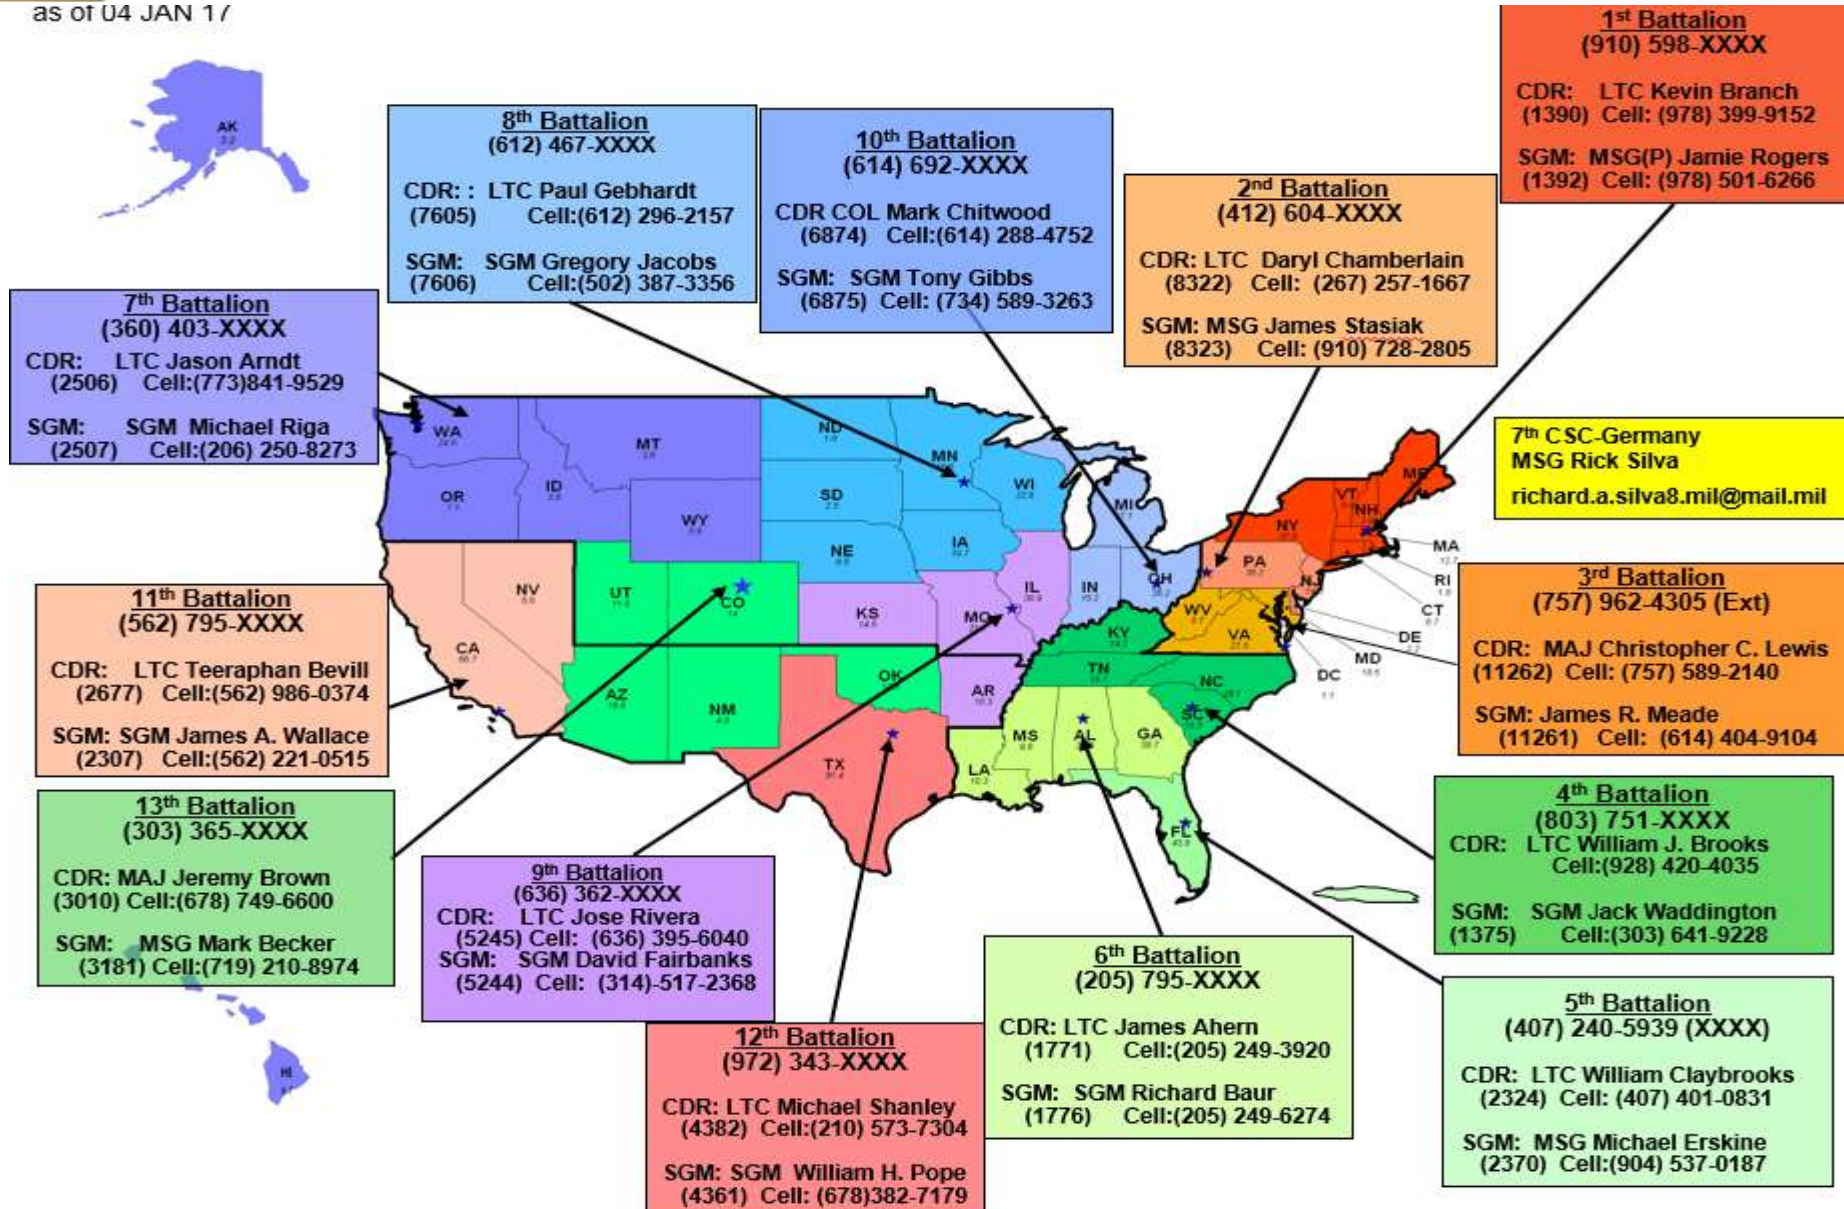 as of 04 JAN 17
1st Battalion
(910) 598-XXXX
CDR: LTC Kevin Branch
(1390) Cell: (978) 399-9152
SGM: MSG(P) Jamie Rogers
(1392) Cell: (978) 501-6266
8th Battalion
(612) 467-XXXX
CDR: : LTC Paul Gebhardt
(7605) Cell:(612) 296-2157
SGM: SGM Gregory Jacobs
(7606) Cell:(502) 387-3356
10th Battalion
(614) 692-XXXX
CDR COL Mark Chitwood
(6874) Cell:(614) 288-4752
SGM: SGM Tony Gibbs
(6875) Cell: (734) 589-3263
2nd Battalion
(412) 604-XXXX
CDR: LTC Daryl Chamberlain
(8322) Cell: (267) 257-1667
SGM: MSG James Stasiak
(8323) Cell: (910) 728-2805
7th Battalion
(360) 403-XXXX
CDR: LTC Jason Arndt
(2506) Cell:(773)841-9529
SGM: SGM Michael Riga
(2507) Cell:(206) 250-8273
7th CSC-Germany
MSG Rick Silva
richard.a.silva8.mil@mail.mil
11th Battalion
(562) 795-XXXX
CDR: LTC Teeraphan Bevill
(2677) Cell:(562) 986-0374
SGM: SGM James A. Wallace
(2307) Cell:(562) 221-0515
3rd Battalion
(757) 962-4305 (Ext)
CDR: MAJ Christopher C. Lewis
(11262) Cell: (757) 589-2140
SGM: James R. Meade
(11261) Cell: (614) 404-9104
13th Battalion
(303) 365-XXXX
CDR: MAJ Jeremy Brown
(3010) Cell:(678) 749-6600
SGM: MSG Mark Becker
(3181) Cell:(719) 210-8974
9th Battalion
(636) 362-XXXX
CDR: LTC Jose Rivera
(5245) Cell: (636) 395-6040
SGM: SGM David Fairbanks
(5244) Cell: (314)-517-2368
4th Battalion
(803) 751-XXXX
CDR: LTC William J. Brooks
Cell:(928) 420-4035
SGM: SGM Jack Waddington
(1375) Cell:(303) 641-9228
6th Battalion
(205) 795-XXXX
CDR: LTC James Ahern
(1771) Cell:(205) 249-3920
SGM: SGM Richard Baur
(1776) Cell:(205) 249-6274
5th Battalion
(407) 240-5939 (XXXX)
CDR: LTC William Claybrooks
(2324) Cell: (407) 401-0831
SGM: MSG Michael Erskine
(2370) Cell:(904) 537-0187
12th Battalion
(972) 343-XXXX
CDR: LTC Michael Shanley
(4382) Cell:(210) 573-7304
SGM: SGM William H. Pope
(4361) Cell: (678)382-7179
AK
WA
OR
ID
MT
WY
ND
SD
NE
MN
WI
IA
MI
IN
OH
PA
NY
VT
NH
ME
MA
RI
CT
NJ
DE
MD
DC
WV
VA
KY
TN
NC
SC
GA
AL
MS
LA
FL
AR
MO
IL
KS
OK
TX
NM
AZ
UT
CO
NV
CA
HI